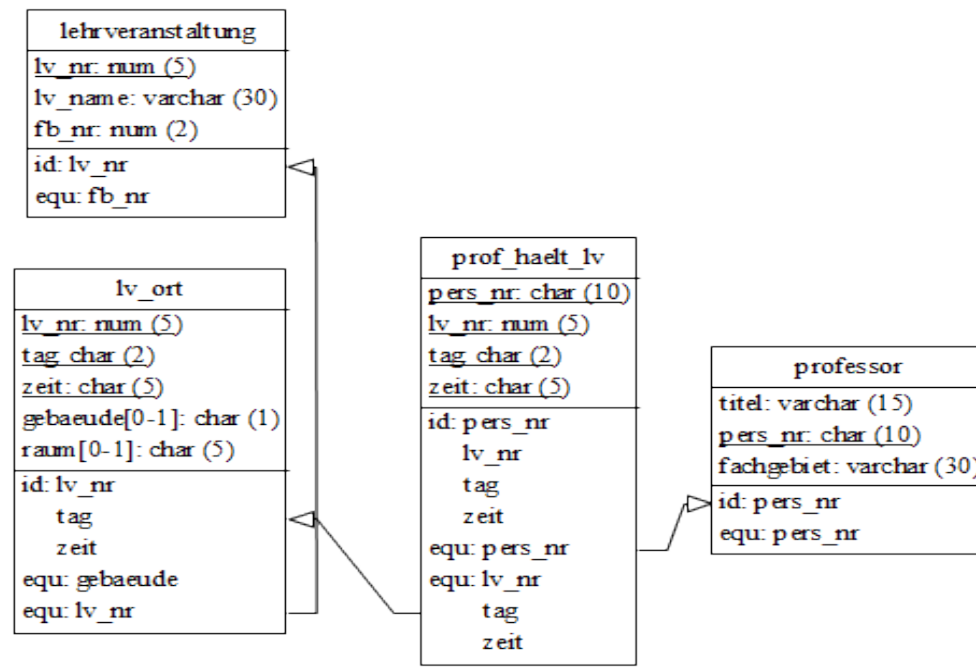 lehrveranstaltung
lv_nr: num (5)
lv_name: varchar (30)
fb_nr: num (2)
id: lv_nr
equ: fb_nr
lv_ort
lv_nr: num (5)
tag char (2)
zeit: char (5)
gebaeude[0-1]: char (1)
raum[0-1]: char (5)
id: lv_nr
tag
zeit
equ: gebaeude
equ: lv_nr
prof_haelt_lv
pers_nr: char (10)
lv_nr: num (5)
tag char (2)
zeit: char (5)
id: pers_nr
lv_nr
tag
zeit
equ: pers_nr
equ: lv_nr
tag
zeit
professor
titel: varchar (15)
pers_nr: char (10)
fachgebiet: varchar (30)
id: pers_nr
equ: pers_nr